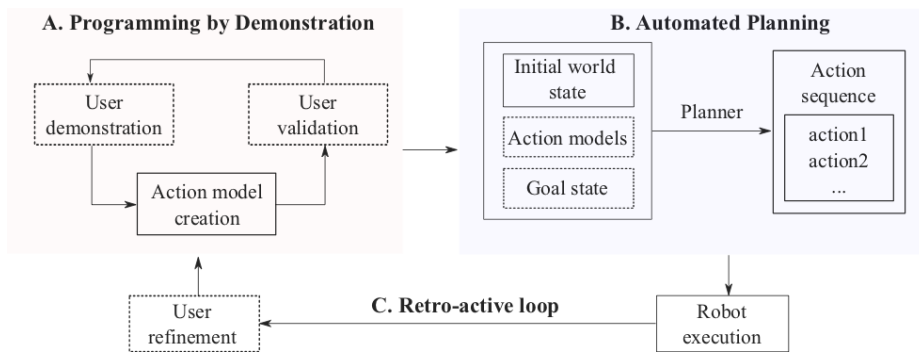 A. Programming by Demonstration
User
demonstration
User
validation
Action model
creation
B. Automated Planning
Initial world
state
Action models
Goal state
Planner
Action
sequence
action1
action2
...
C. Retro-active loop
User
refinement
Robot
execution